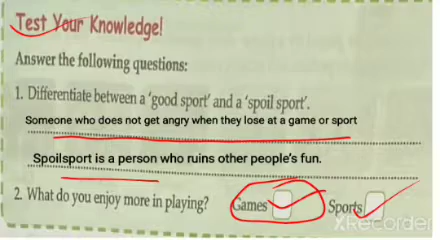 Test Your Knowledge!
Answer the following questions:
1. Differentiate between a 'good sport' and a 'spoil sport'.
Someone who does not get angry when they lose at a game or sport
Spoilsport is a person who ruins other people's fun.
2. What do you enjoy more in playing? Games Sports
XRecorder